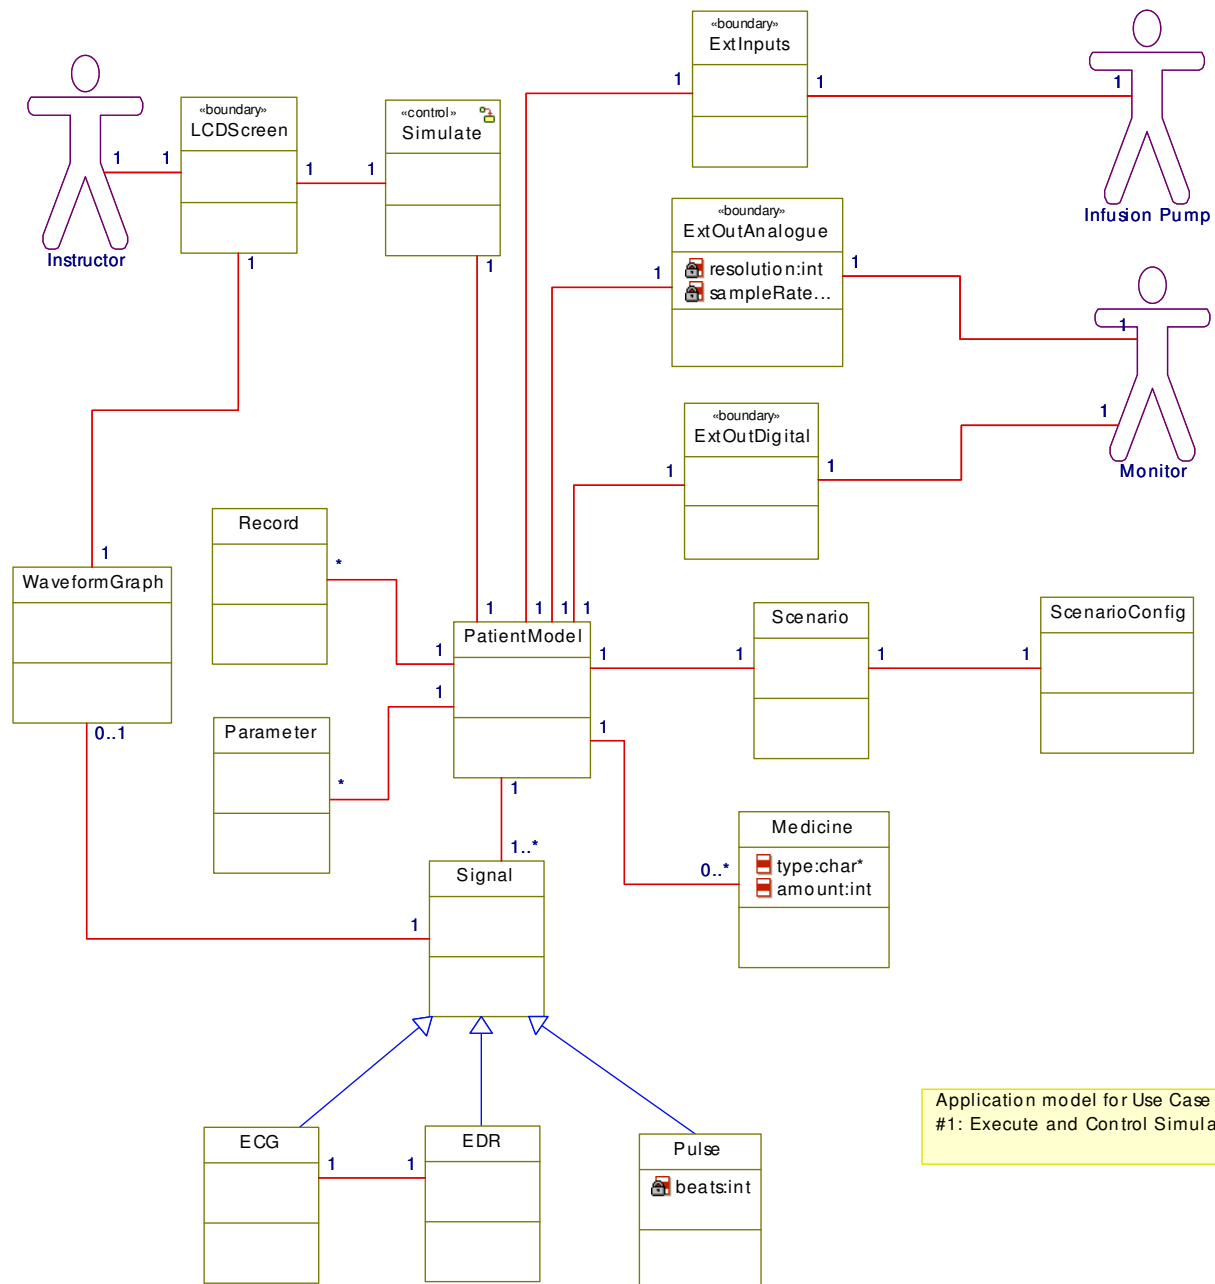 «boundary»
ExtInputs
1
1
1
Infusion Pump
Instructor
1
1
«boundary»
LCDScreen
1
1
1
«control»
Simulate
1
«boundary»
ExtOutAnalogue
resolution:int
sampleRate...
1
1
1
Monitor
1
«boundary»
ExtOutDigital
1
1
Record
*
1
WaveformGraph
0..1
1
1
1
1
PatientModel
1
1
1
1
1
Scenario
1
1
1
ScenarioConfig
Parameter
*
1
1..*
Signal
1
0..*
Medicine
type:char*
amount:int
ECG
1
1
EDR
Pulse
beats:int
Application model for Use Case
#1: Execute and Control Simula